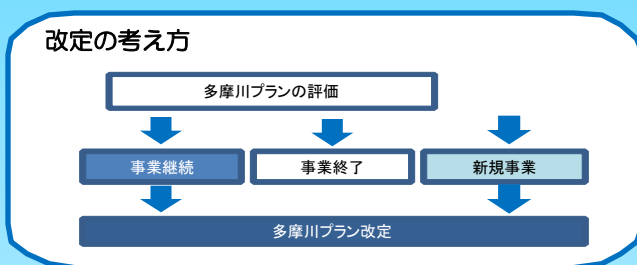 改定の考え方
多摩川プランの評価
事業継続
事業終了
新規事業
多摩川プラン改定